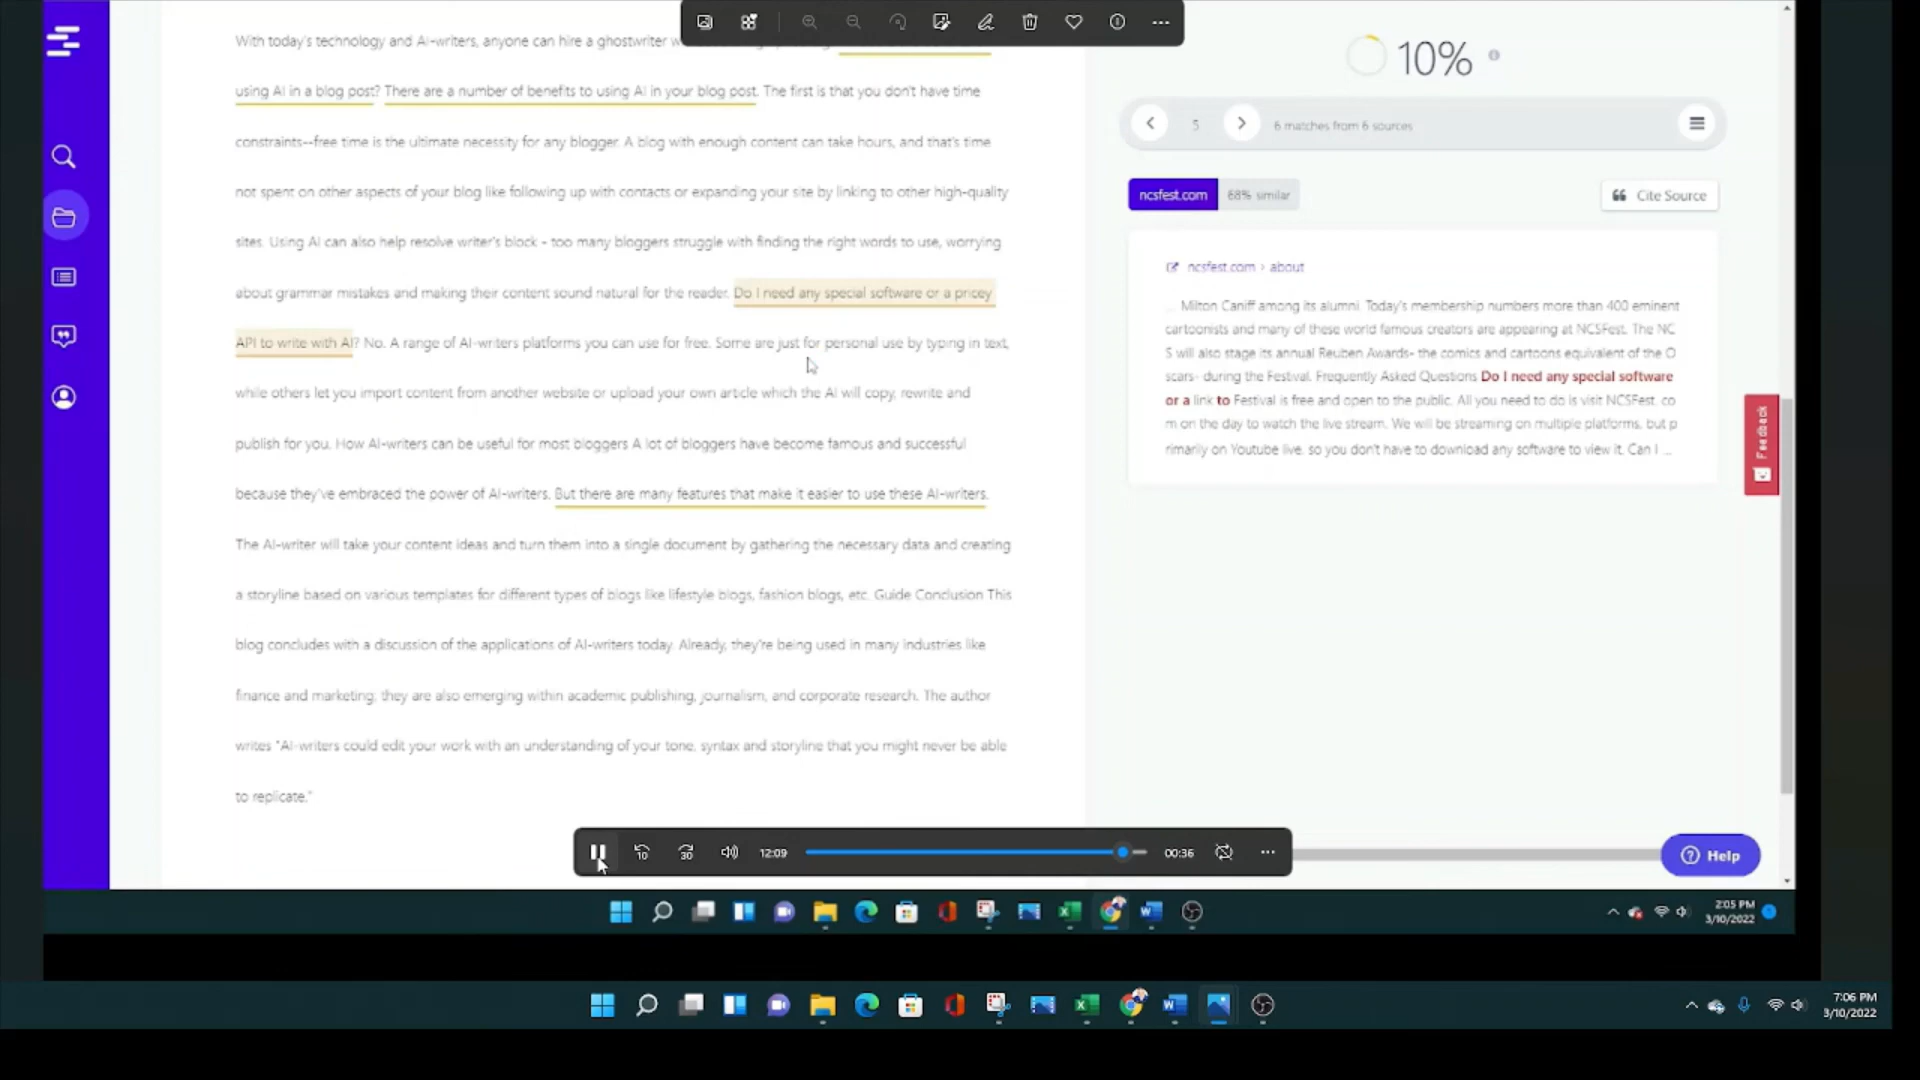 With today's technology and AI-writers, anyone can hire a ghostwriter
using AI in a blog post? There are a number of benefits to using AI in your blog post. The first is that you don't have time
constraints--free time is the ultimate necessity for any blogger. A blog with enough content can take hours, and that's time
not spent on other aspects of your blog like following up with contacts or expanding your site by linking to other high-quality
sites. Using AI can also help resolve writer's block - too many bloggers struggle with finding the right words to use, worrying
about grammar mistakes and making their content sound natural for the reader. Do I need any special software or a pricey
API to write with AI? No. A range of AI-writers platforms you can use for free. Some are just for personal use by typing in text,
while others let you import content from another website or upload your own article which the AI will copy, rewrite and
publish for you. How AI-writers can be useful for most bloggers A lot of bloggers have become famous and successful
because they've embraced the power of AI-writers. But there are many features that make it easier to use these AI-writers.
The AI-writer will take your content ideas and turn them into a single document by gathering the necessary data and creating
a storyline based on various templates for different types of blogs like lifestyle blogs, fashion blogs, etc. Guide Conclusion This
blog concludes with a discussion of the applications of AI-writers today. Already, they're being used in many industries like
finance and marketing; they are also emerging within academic publishing, journalism, and corporate research. The author
writes "AI-writers could edit your work with an understanding of your tone, syntax and storyline that you might never be able
to replicate."
10%
5
6 matches from 6 sources
ncsfest.com
68% similar
Cite Source
ncsfest.com › about
... Milton Caniff among its alumni. Today's membership numbers more than 400 eminent
cartoonists and many of these world famous creators are appearing at NCSFest. The NC
S will also stage its annual Reuben Awards- the comics and cartoons equivalent of the O
scars- during the Festival. Frequently Asked Questions Do I need any special software
or a link to Festival is free and open to the public. All you need to do is visit NCSFest. co
m on the day to watch the live stream. We will be streaming on multiple platforms, but p
rimarily on Youtube live, so you don't have to download any software to view it. Can I ...
Feedback
10
30
12:09
00:36
Help
2:05 PM
3/10/2022
7:06 PM
3/10/2022